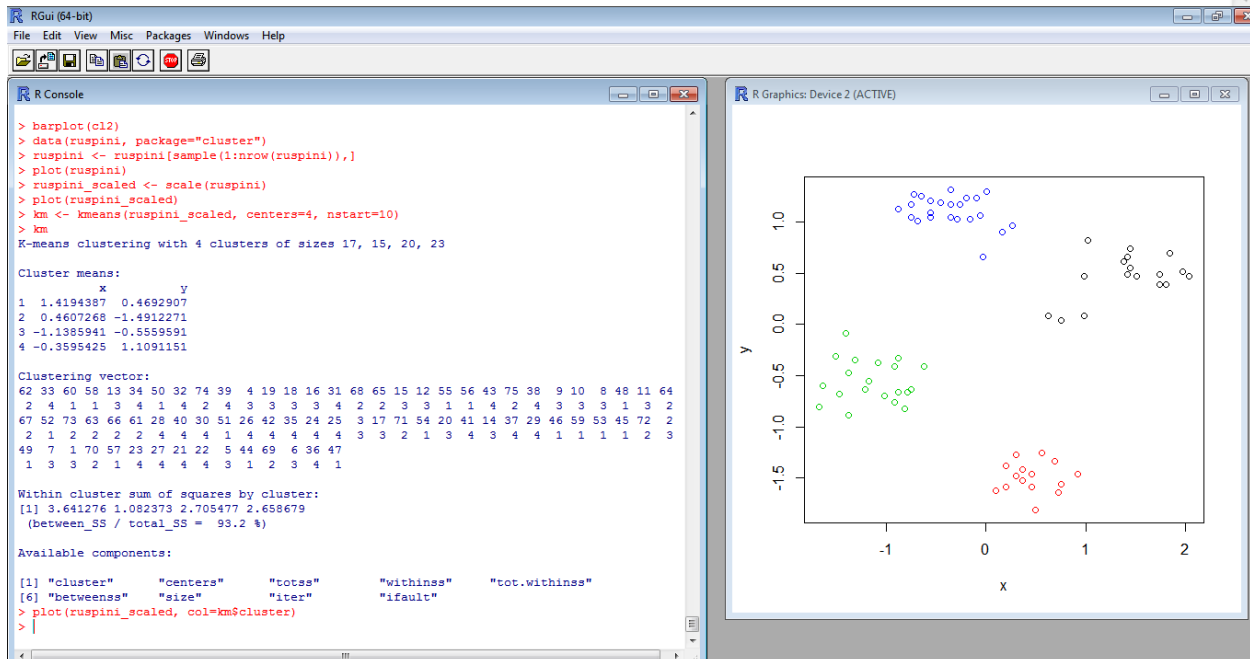 RGui (64-bit)
File Edit View Misc Packages Windows Help
STOP
R Console
> barplot(cl2)
> data(ruspini, package="cluster")
> ruspini <- ruspini[sample(1:nrow(ruspini)),]
> plot(ruspini)
> ruspini_scaled <- scale(ruspini)
> plot(ruspini_scaled)
> km <- kmeans(ruspini_scaled, centers=4, nstart=10)
> km
K-means clustering with 4 clusters of sizes 17, 15, 20, 23
Cluster means:
x y
1 1.4194387 0.4692907
2 0.4607268 -1.4912271
3 -1.1385941 -0.5559591
4 -0.3595425 1.1091151
Clustering vector:
62 33 60 58 13 34 50 32 74 39 4 19 18 16 31 68 65 15 12 55 56 43 75 38 9 10 8 48 11 64
2 4 1 1 3 4 1 4 2 4 3 3 3 3 4 2 2 3 3 1 1 4 2 4 3 3 3 1 3 2
67 52 73 63 66 61 28 40 30 51 26 42 35 24 25 3 17 71 54 20 41 14 37 29 46 59 53 45 72 2
2 1 2 2 2 2 4 4 4 1 4 4 4 4 4 3 3 2 1 3 4 3 4 4 1 1 1 1 2 3
49 7 1 70 57 23 27 21 22 5 44 69 6 36 47
1 3 3 2 1 4 4 4 4 3 1 2 3 4 1
Within cluster sum of squares by cluster:
[1] 3.641276 1.082373 2.705477 2.658679
(between_SS / total_SS = 93.2 %)
Available components:
[1] "cluster" "centers" "totss" "withinss" "tot.withinss"
[6] "betweenss" "size" "iter" "ifault"
> plot(ruspini_scaled, col=km$cluster)
>
R Graphics: Device 2 (ACTIVE)
1.0
0.5
0.0
-0.5
-1.0
-1.5
y
-1 0 1 2
x